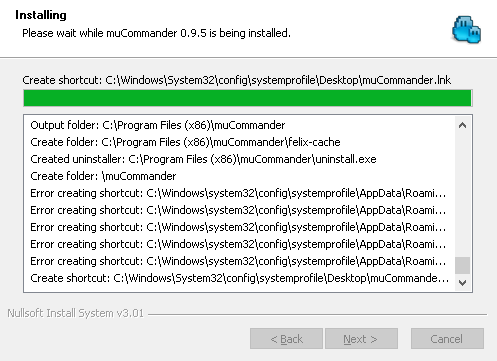 Installing
Please wait while muCommander 0.9.5 is being installed.
Create shortcut: C:\Windows\System32\config\systemprofile\Desktop\muCommander.lnk
Output folder: C:\Program Files (x86)\muCommander
Create folder: C:\Program Files (x86)\muCommander\felix-cache
Created uninstaller: C:\Program Files (x86)\muCommander\uninstall.exe
Create folder: \muCommander
Error creating shortcut: C:\Windows\system32\config\systemprofile\AppData\Roami...
Error creating shortcut: C:\Windows\system32\config\systemprofile\AppData\Roami...
Error creating shortcut: C:\Windows\system32\config\systemprofile\AppData\Roami...
Error creating shortcut: C:\Windows\system32\config\systemprofile\AppData\Roami...
Error creating shortcut: C:\Windows\system32\config\systemprofile\AppData\Roami...
Create shortcut: C:\Windows\System32\config\systemprofile\Desktop\muCommande...
Nullsoft Install System v3.01
< Back Next > Cancel